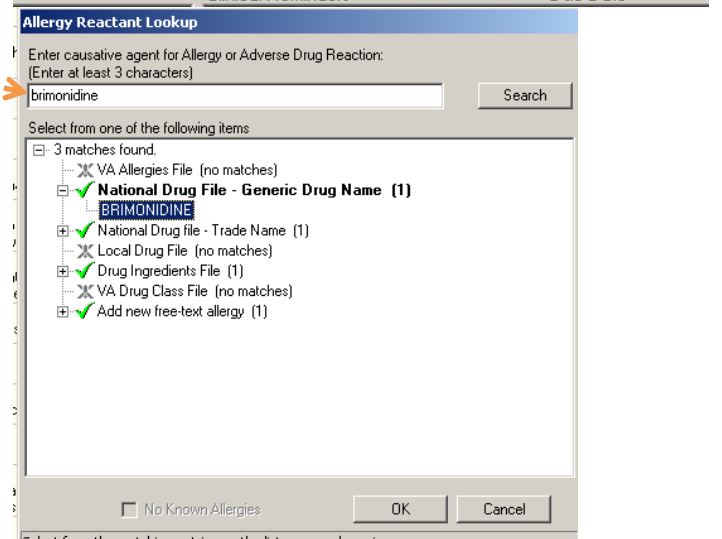 Allergy Reactant Lookup
Enter causative agent for Allergy or Adverse Drug Reaction:
(Enter at least 3 characters)
brimonidine
Search
Select from one of the following items
3 matches found.
VA Allergies File (no matches)
National Drug File - Generic Drug Name (1)
BRIMONIDINE
National Drug file - Trade Name (1)
Local Drug File (no matches)
Drug Ingredients File (1)
VA Drug Class File (no matches)
Add new free-text allergy (1)
No Known Allergies
OK
Cancel